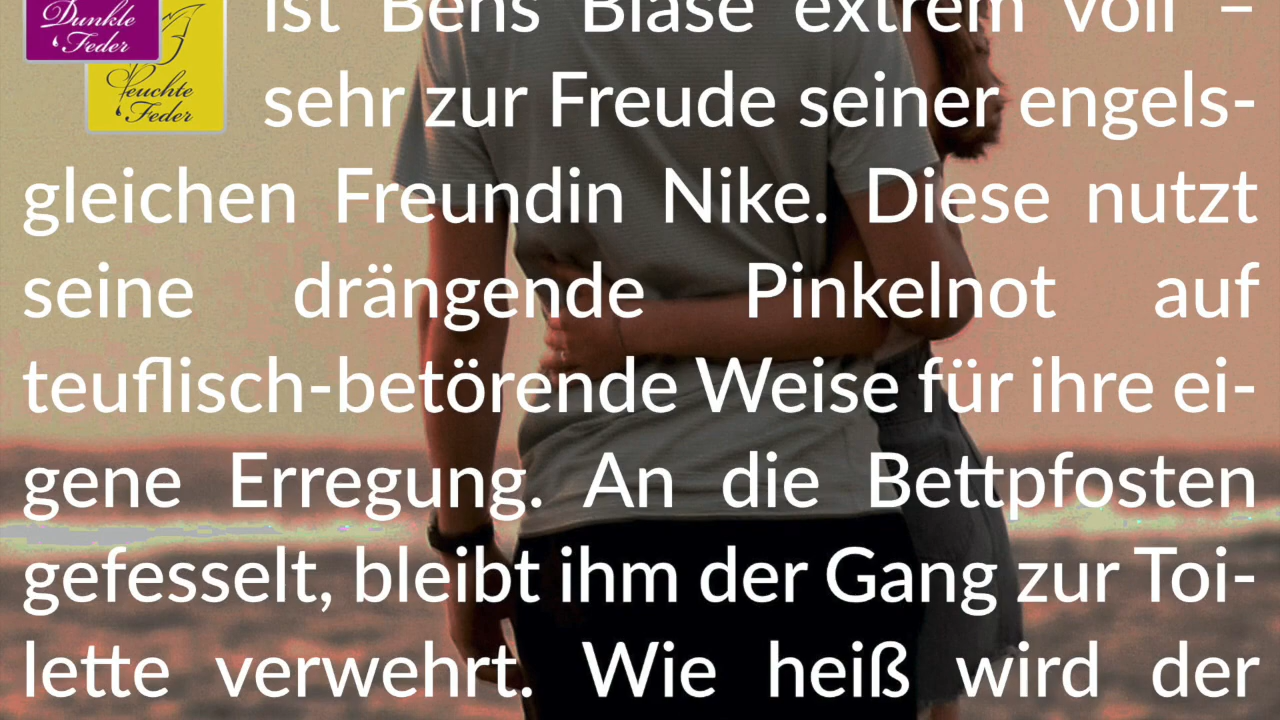 Dunkle
Feder
Feuchte
Feder
ist Bens Blase extrem voll –
sehr zur Freude seiner engels-
gleichen Freundin Nike. Diese nutzt
seine drängende Pinkelnot auf
teuflisch-betörende Weise für ihre ei-
gene Erregung. An die Bettpfosten
gefesselt, bleibt ihm der Gang zur Toi-
lette verwehrt. Wie heiß wird der